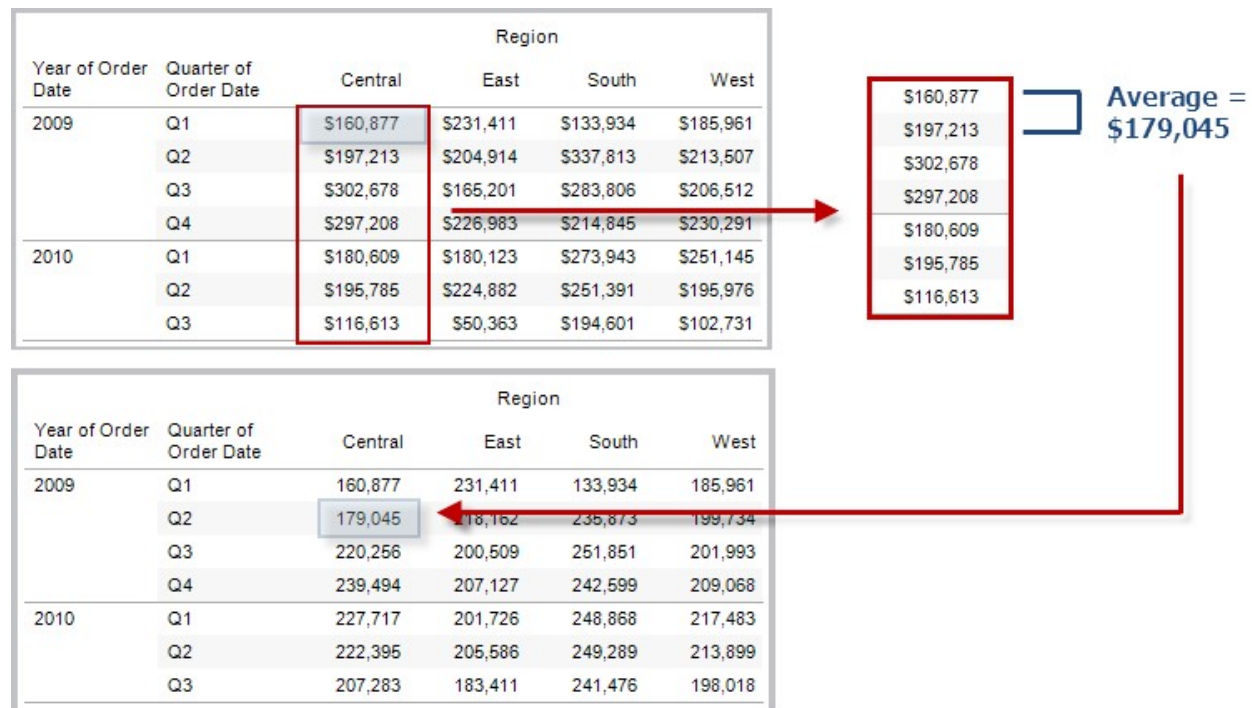 Region
Year of Order Date Quarter of Order Date Central East South West
2009 Q1 $160,877 $231,411 $133,934 $185,961
Q2 $197,213 $204,914 $337,813 $213,507
Q3 $302,678 $165,201 $283,806 $206,512
Q4 $297,208 $226,983 $214,845 $230,291
2010 Q1 $180,609 $180,123 $273,943 $251,145
Q2 $195,785 $224,882 $251,391 $195,976
Q3 $116,613 $50,363 $194,601 $102,731
$160,877
$197,213
$302,678
$297,208
$180,609
$195,785
$116,613
Average =
$179,045
Region
Year of Order Date Quarter of Order Date Central East South West
2009 Q1 160,877 231,411 133,934 185,961
Q2 179,045 218,162 235,873 199,734
Q3 220,256 200,509 251,851 201,993
Q4 239,494 207,127 242,599 209,068
2010 Q1 227,717 201,726 248,868 217,483
Q2 222,395 205,586 249,289 213,899
Q3 207,283 183,411 241,476 198,018